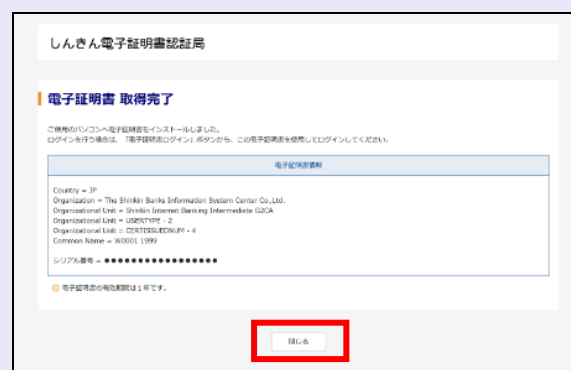 しんきん電子証明書認証局
電子証明書 取得完了
ご使用のパソコンへ電子証明書をインストールしました。
ログインを行う場合は、「電子証明書ログイン」ボタンから、この電子証明書を使用してログインしてください。
電子証明書情報
Country = JP
Organization = The Shinkin Banks Information System Center Co.,Ltd.
Organizational Unit = Shinkin Internet Banking Intermediate G2CA
Organizational Unit = USERTYPE - 2
Organizational Unit = CERTISSUEDNUM - 4
Common Name = W0001 1999
シリアル番号 = ●●●●●●●●●●●●●●●●●
電子証明書の有効期間は1年です。
閉じる